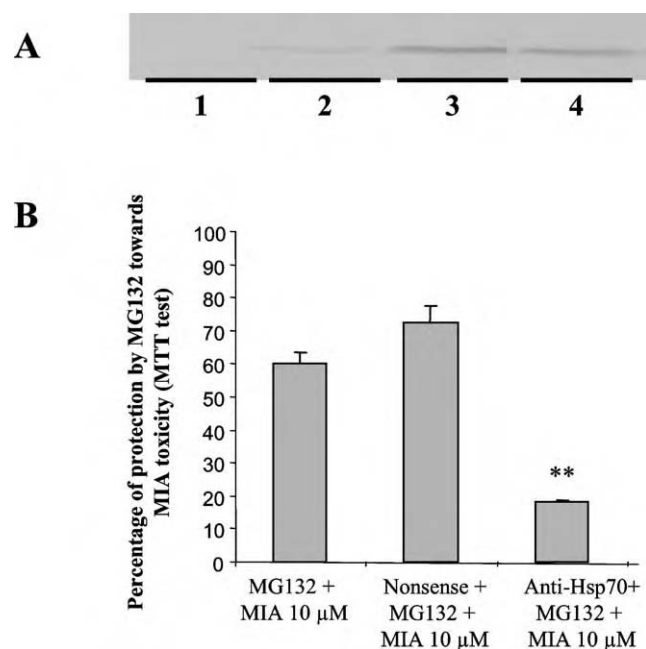 A
1 2 3 4
B
Percentage of protection by MG132 towards
MIA toxicity (MTT test)
100
90
80
70
60
50
40
30
20
10
0
**
MG132 +
MIA 10 µM
Nonsense +
MG132 +
MIA 10 µM
Anti-Hsp70+
MG132 +
MIA 10 µM